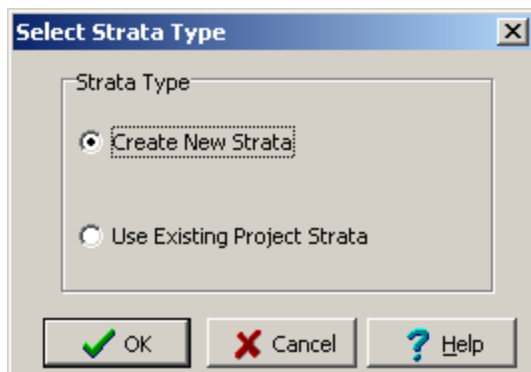 Select Strata Type
Strata Type
Create New Strata
Use Existing Project Strata
OK
Cancel
Help